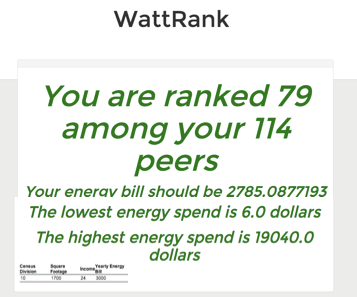 WattRank
You are ranked 79
among your 114
peers
Your energy bill should be 2785.0877193
The lowest energy spend is 6.0 dollars
The highest energy spend is 19040.0
dollars
Census Division Square Footage Income Yearly Energy Bill
10 1700 24 3000